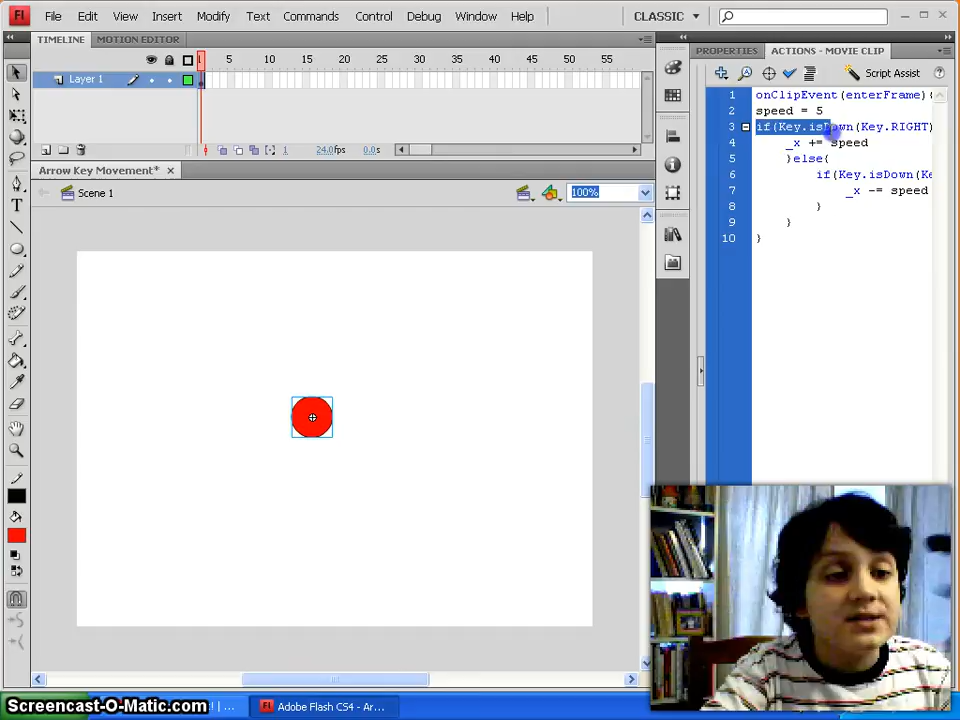 Fl File Edit View Insert Modify Text Commands Control Debug Window Help CLASSIC
TIMELINE MOTION EDITOR
PROPERTIES ACTIONS - MOVIE CLIP
1 5 10 15 20 25 30 35 40 45 50 55
Script Assist
Layer 1
1 24.0fps 0.0s
Arrow Key Movement*
Scene 1
100%
1 onClipEvent(enterFrame){
2 speed = 5
3 if(Key.isDown(Key.RIGHT)
4 _x += speed
5 }else{
6 if(Key.isDown(Ke
7 _x -= speed
8 }
9 }
10 }
Screencast-O-Matic.com
! | ...
Fl Adobe Flash CS4 - Ar...